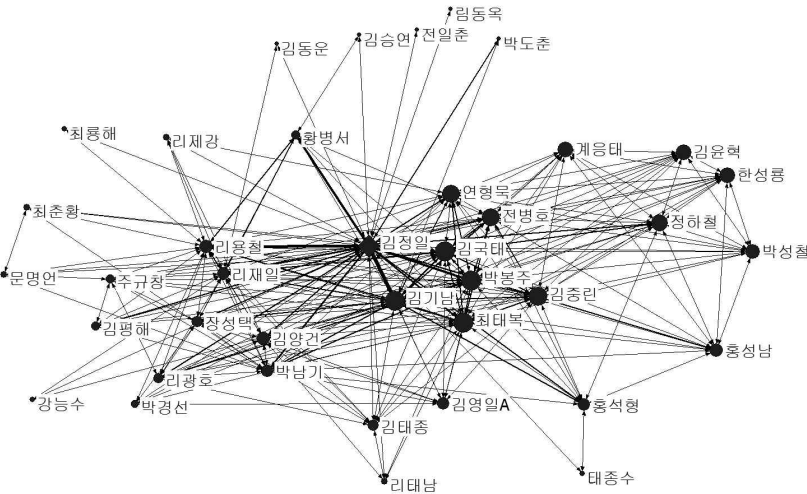 림동옥
전일춘
김승연
박도춘
김동운
최룡해
리제강
황병서
계응태
김윤혁
한성룡
연형묵
전병호
정하철
최춘황
리용철
김정일
김국태
박성철
문명언
주규창
리재일
박봉주
김기남
김중린
김평해
장성택
최태복
김양건
홍성남
리광호
박남기
강능수
박경선
김영일A
홍석형
김태종
리태남
태종수